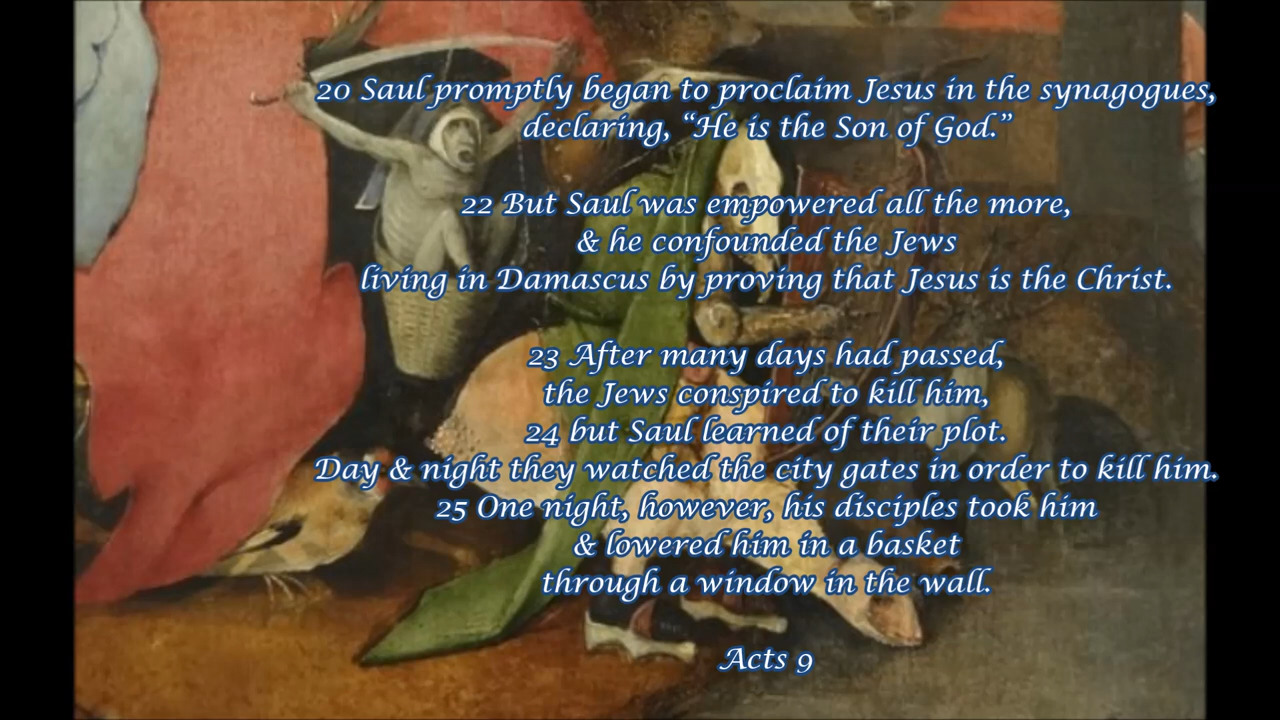 20 Saul promptly began to proclaim Jesus in the synagogues,
declaring, “He is the Son of God.”
22 But Saul was empowered all the more,
& he confounded the Jews
living in Damascus by proving that Jesus is the Christ.
23 After many days had passed,
the Jews conspired to kill him,
24 but Saul learned of their plot.
Day & night they watched the city gates in order to kill him.
25 One night, however, his disciples took him
& lowered him in a basket
through a window in the wall.
Acts 9